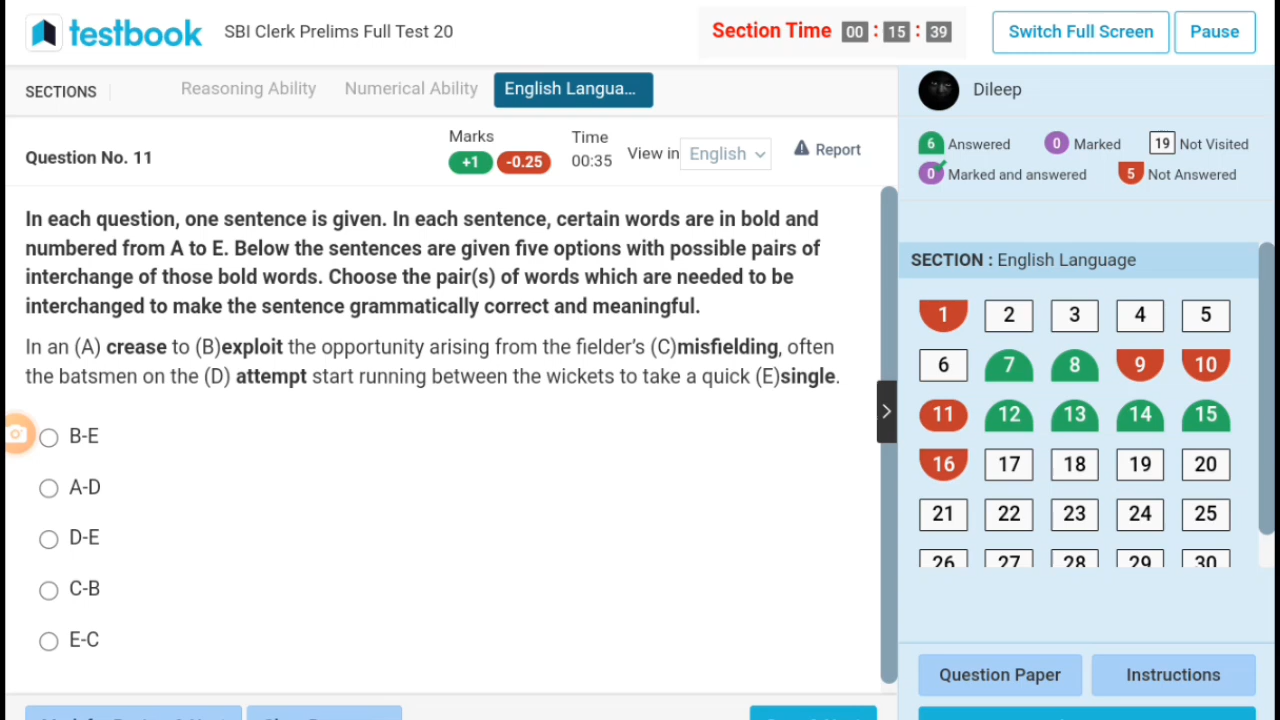 testbook SBI Clerk Prelims Full Test 20 Section Time 00 : 15 : 39 Switch Full Screen Pause
SECTIONS Reasoning Ability Numerical Ability English Langua...
Dileep
Question No. 11 Marks +1 -0.25 Time 00:35 View in English Report
6 Answered 0 Marked 19 Not Visited
0 Marked and answered 5 Not Answered
In each question, one sentence is given. In each sentence, certain words are in bold and
numbered from A to E. Below the sentences are given five options with possible pairs of
interchange of those bold words. Choose the pair(s) of words which are needed to be
interchanged to make the sentence grammatically correct and meaningful.
In an (A) crease to (B)exploit the opportunity arising from the fielder's (C)misfielding, often
the batsmen on the (D) attempt start running between the wickets to take a quick (E)single.
B-E
A-D
D-E
C-B
E-C
SECTION : English Language
1 2 3 4 5
6 7 8 9 10
11 12 13 14 15
16 17 18 19 20
21 22 23 24 25
26 27 28 29 30
Question Paper Instructions